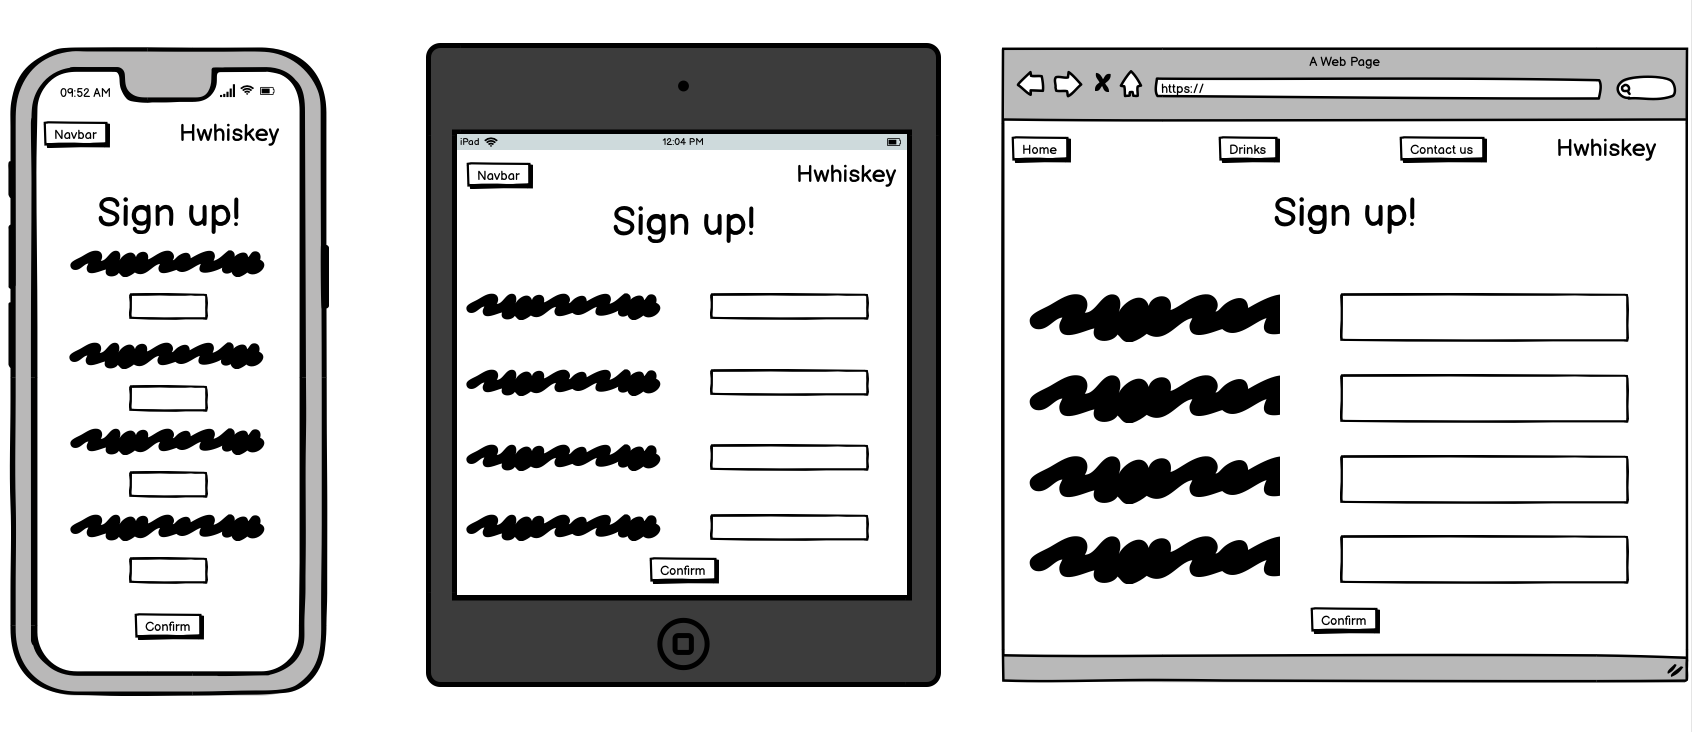 09:52 AM
Navbar
Hwhiskey
Sign up!
Confirm
iPad
12:04 PM
Navbar
Hwhiskey
Sign up!
Confirm
A Web Page
https://
Home
Drinks
Contact us
Hwhiskey
Sign up!
Confirm